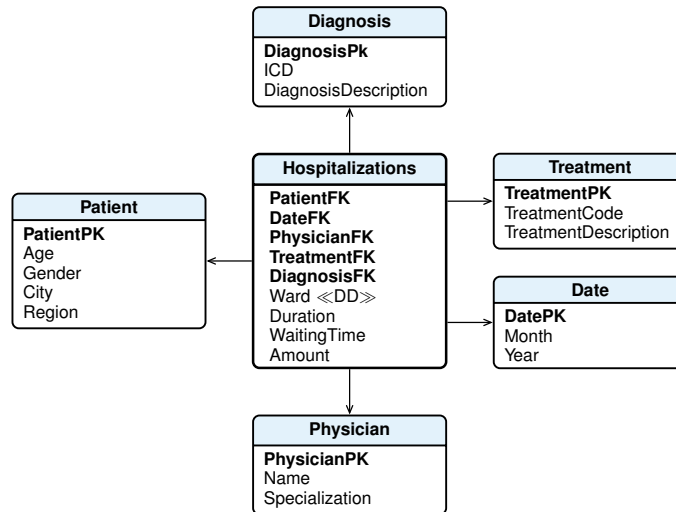 Diagnosis
DiagnosisPk
ICD
DiagnosisDescription
Hospitalizations
PatientFK
DateFK
PhysicianFK
TreatmentFK
DiagnosisFK
Ward ≪DD≫
Duration
WaitingTime
Amount
Patient
PatientPK
Age
Gender
City
Region
Treatment
TreatmentPK
TreatmentCode
TreatmentDescription
Date
DatePK
Month
Year
Physician
PhysicianPK
Name
Specialization